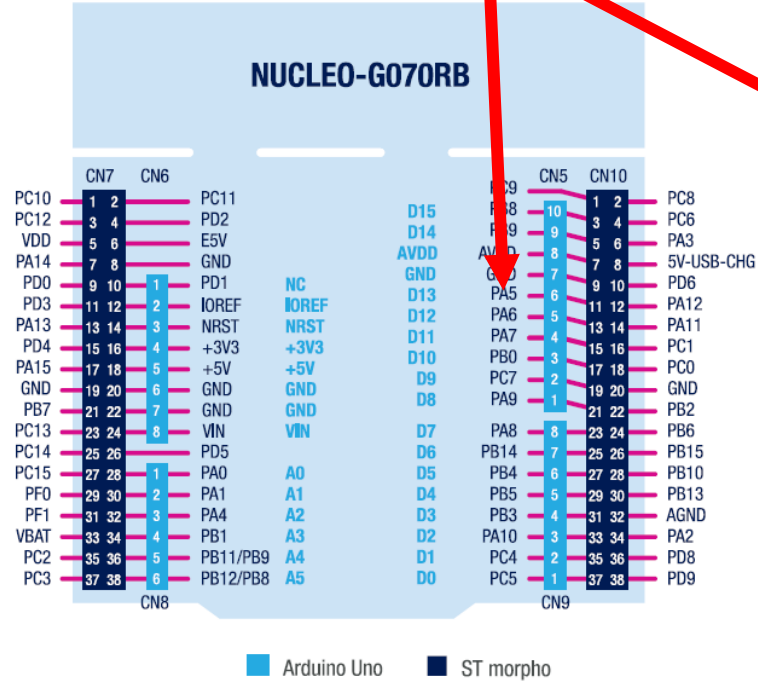 NUCLEO-G070RB
CN7 CN6 CN5 CN10
PC10 1 2 PC11 1 2 PC8
PC12 3 4 PD2 D15 10 3 4 PC6
VDD 5 6 E5V D14 9 5 6 PA3
PA14 7 8 GND AVDD 8 7 8 5V-USB-CHG
PD0 9 10 1 PD1 NC GND 7 9 10 PD6
PD3 11 12 2 IOREF IOREF D13 PA5 6 11 12 PA12
PA13 13 14 3 NRST NRST D12 PA6 5 13 14 PA11
PD4 15 16 4 +3V3 +3V3 D11 PA7 4 15 16 PC1
PA15 17 18 5 +5V +5V D10 PB0 3 17 18 PC0
GND 19 20 6 GND GND D9 PC7 2 19 20 GND
PB7 21 22 7 GND GND D8 PA9 1 21 22 PB2
PC13 23 24 8 VIN VIN D7 PA8 8 23 24 PB6
PC14 25 26 PD5 D6 PB14 7 25 26 PB15
PC15 27 28 1 PA0 A0 D5 PB4 6 27 28 PB10
PF0 29 30 2 PA1 A1 D4 PB5 5 29 30 PB13
PF1 31 32 3 PA4 A2 D3 PB3 4 31 32 AGND
VBAT 33 34 4 PB1 A3 D2 PA10 3 33 34 PA2
PC2 35 36 5 PB11/PB9 A4 D1 PC4 2 35 36 PD8
PC3 37 38 6 PB12/PB8 A5 D0 PC5 1 37 38 PD9
CN8 CN9
Arduino Uno ST morpho